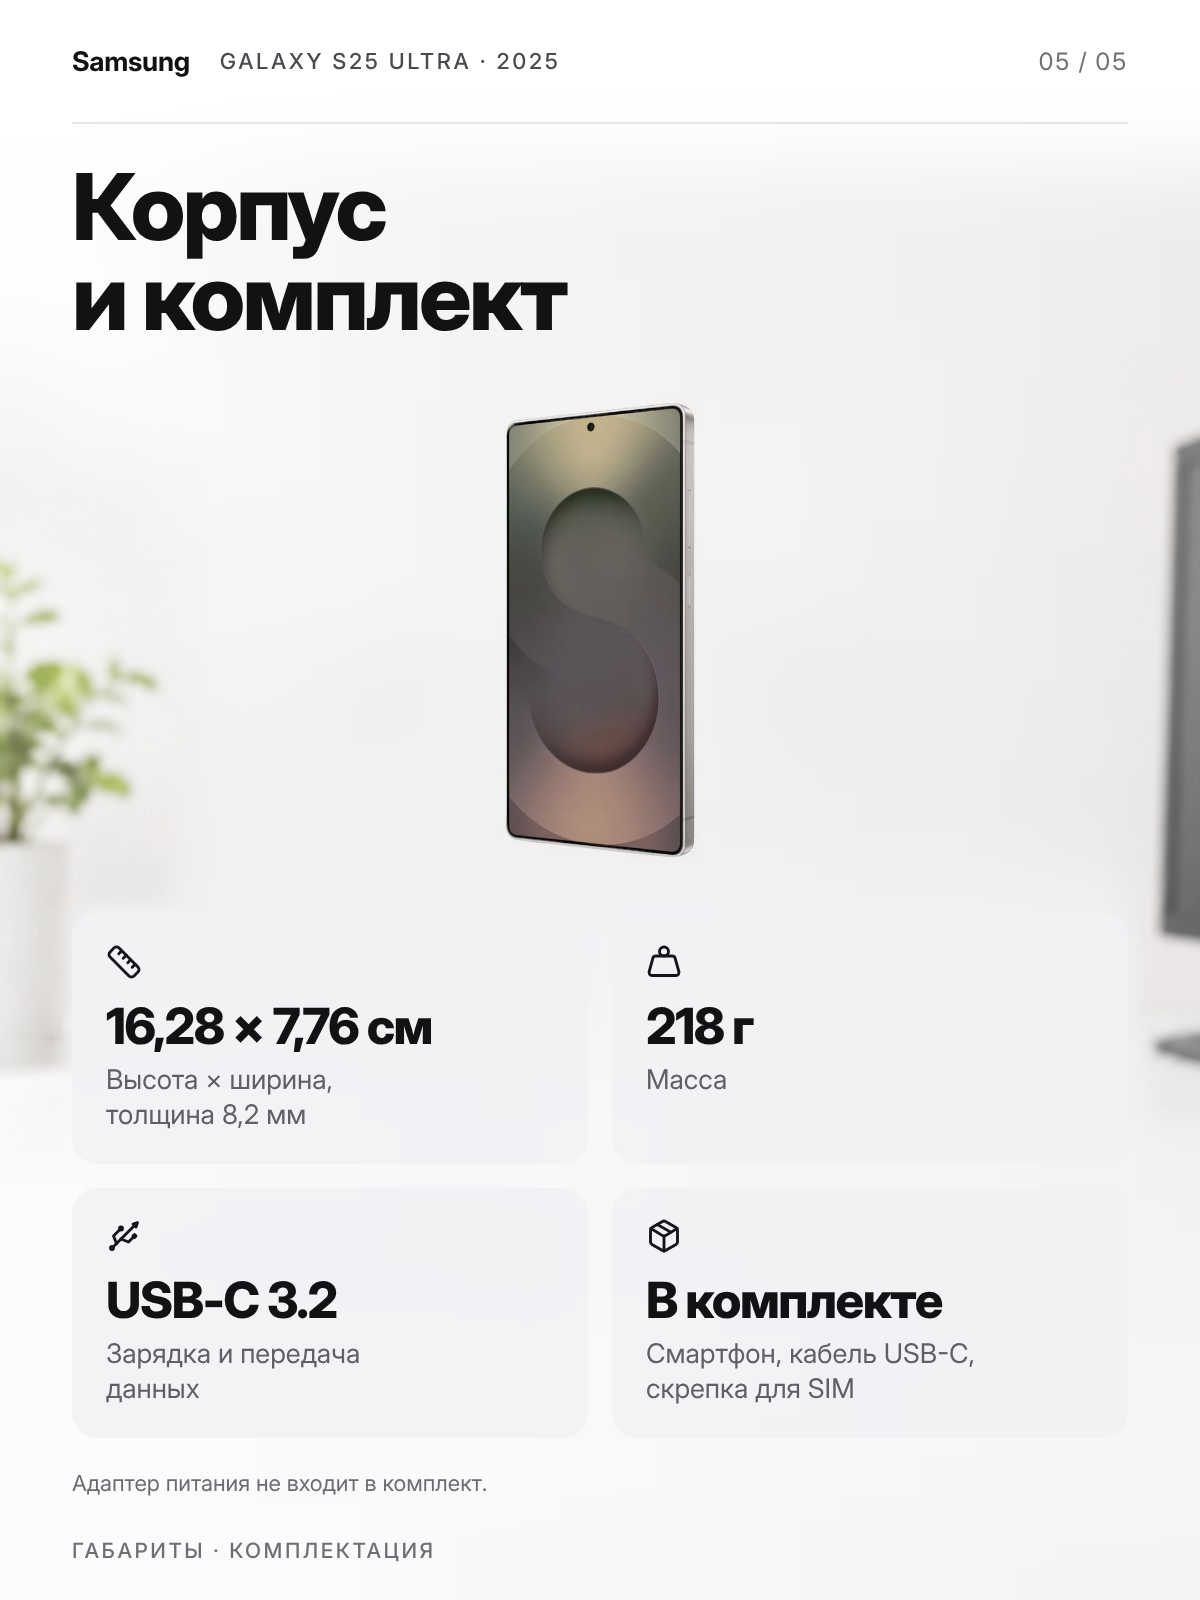 Samsung GALAXY S25 ULTRA · 2025 05 / 05
Корпус
и комплект
16,28 × 7,76 см
Высота × ширина,
толщина 8,2 мм
218 г
Масса
USB-C 3.2
Зарядка и передача
данных
В комплекте
Смартфон, кабель USB-C,
скрепка для SIM
Адаптер питания не входит в комплект.
ГАБАРИТЫ · КОМПЛЕКТАЦИЯ